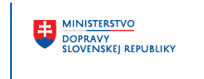 MINISTERSTVO
DOPRAVY
SLOVENSKEJ REPUBLIKY